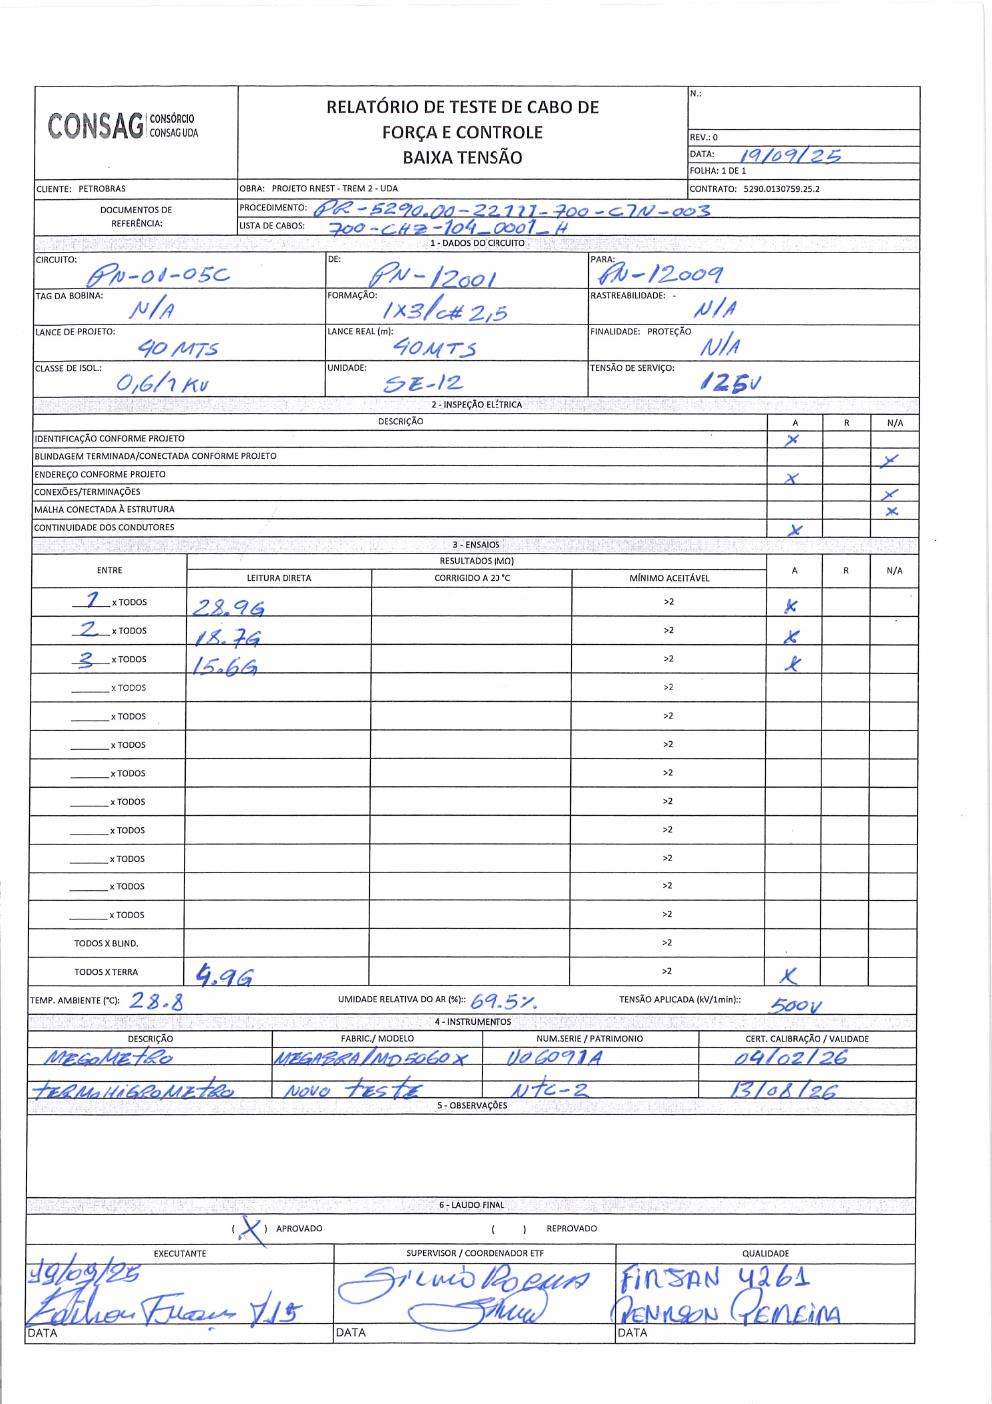 CONSAG CONSÓRCIO CONSAG UDA
RELATÓRIO DE TESTE DE CABO DE
FORÇA E CONTROLE
BAIXA TENSÃO
N.:
REV.: 0
DATA: 19/09/25
FOLHA: 1 DE 1
CLIENTE: PETROBRAS
OBRA: PROJETO RNEST - TREM 2 - UDA
CONTRATO: 5290.0130759.25.2
DOCUMENTOS DE REFERÊNCIA:
PROCEDIMENTO: PR-5290.00-22111-700-C7N-003
LISTA DE CABOS: 700-CHZ-104_0001_H
1 - DADOS DO CIRCUITO
CIRCUITO: PN-01-05C
DE: PN-12001
PARA: PN-12009
TAG DA BOBINA: N/A
FORMAÇÃO: 1X3/C# 2,5
RASTREABILIDADE: - N/A
LANCE DE PROJETO: 40 MTS
LANCE REAL (m): 40MTS
FINALIDADE: PROTEÇÃO N/A
CLASSE DE ISOL.: 0,6/1 KV
UNIDADE: SE-12
TENSÃO DE SERVIÇO: 125V
2 - INSPEÇÃO ELÉTRICA
DESCRIÇÃO A R N/A
IDENTIFICAÇÃO CONFORME PROJETO X
BLINDAGEM TERMINADA/CONECTADA CONFORME PROJETO X
ENDEREÇO CONFORME PROJETO X
CONEXÕES/TERMINAÇÕES X
MALHA CONECTADA À ESTRUTURA X
CONTINUIDADE DOS CONDUTORES X
3 - ENSAIOS
ENTRE RESULTADOS (MΩ) A R N/A
LEITURA DIRETA CORRIGIDO A 20 °C MÍNIMO ACEITÁVEL
1 x TODOS 28.9G >2 X
2 x TODOS 18.7G >2 X
3 x TODOS 15.6G >2 X
x TODOS >2
x TODOS >2
x TODOS >2
x TODOS >2
x TODOS >2
x TODOS >2
x TODOS >2
x TODOS >2
x TODOS >2
TODOS X BLIND. >2
TODOS X TERRA 4.9G >2 X
TEMP. AMBIENTE (°C): 28.8 UMIDADE RELATIVA DO AR (%):: 69.5% TENSÃO APLICADA (kV/1min):: 500V
4 - INSTRUMENTOS
DESCRIÇÃO FABRIC./ MODELO NUM.SERIE / PATRIMONIO CERT. CALIBRAÇÃO / VALIDADE
MEGOMETRO MEGABRA/MD5060X UO6091A 04/02/26
TERMOHIGROMETRO NOVO TESTE NTC-2 13/08/26
5 - OBSERVAÇÕES
6 - LAUDO FINAL
(X) APROVADO ( ) REPROVADO
EXECUTANTE SUPERVISOR / COORDENADOR ETF QUALIDADE
19/09/25
FIRSAN 4261
PEREIRA
DATA DATA DATA